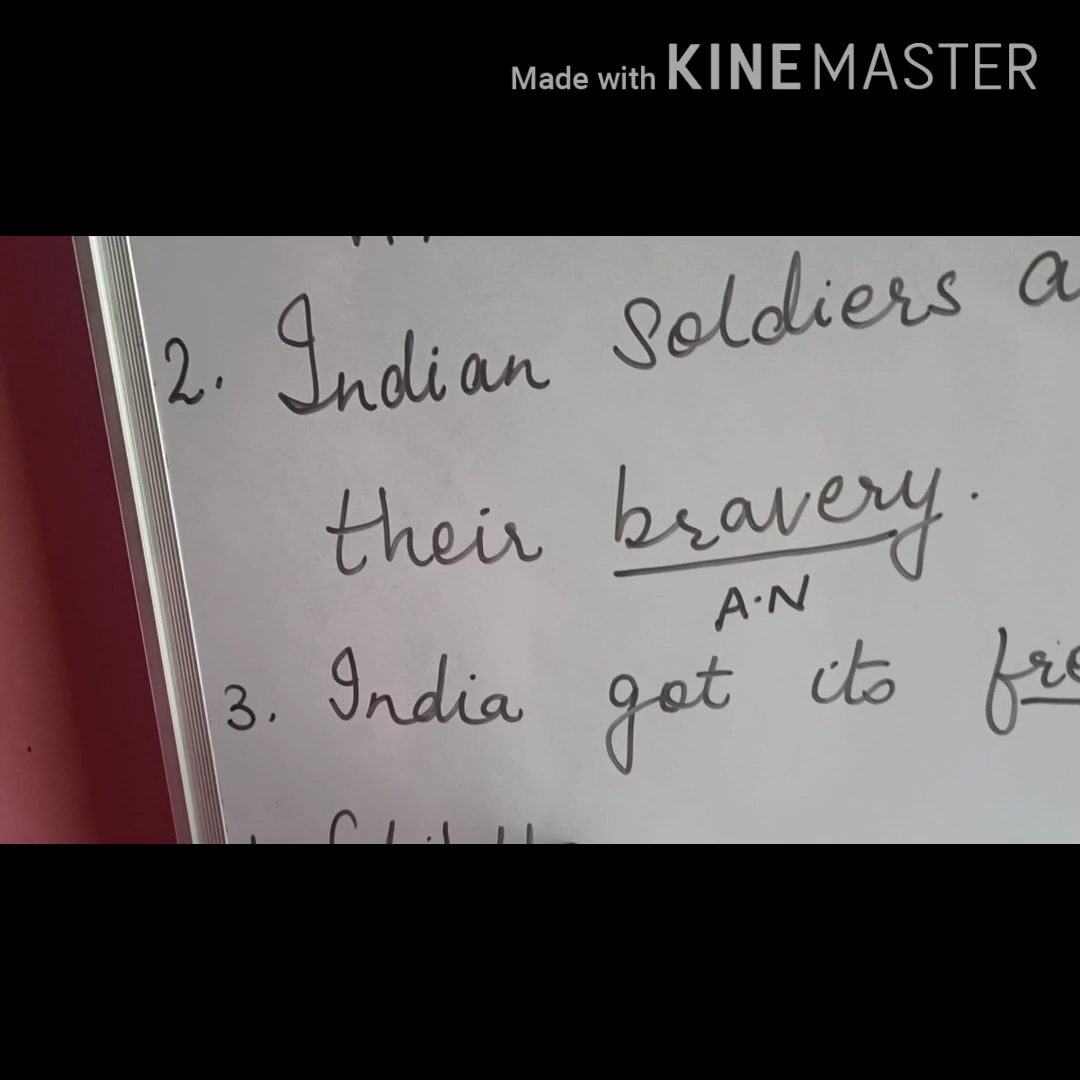 Made with KINEMASTER
2. Indian Soldiers
their bravery.
A.N
3. India got its